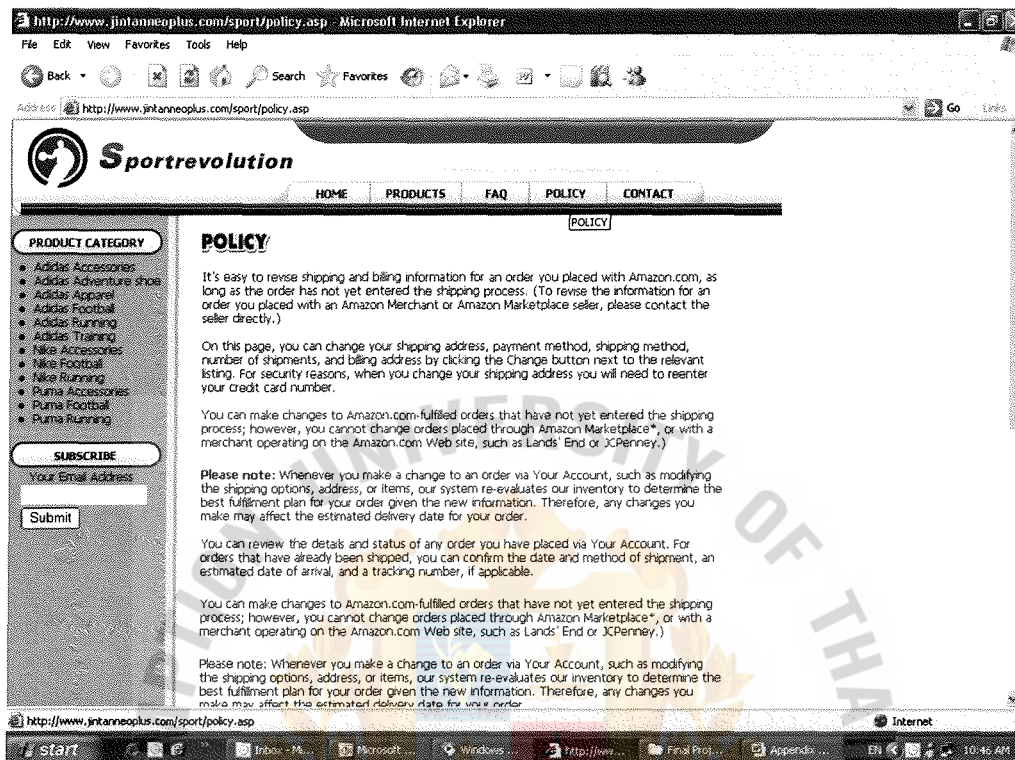 http://www.jintanneoplus.com/sport/policy.asp - Microsoft Internet Explorer
File Edit View Favorites Tools Help
Back Search Favorites
Address http://www.jintanneoplus.com/sport/policy.asp Go Links
Sportrevolution
HOME PRODUCTS FAQ POLICY CONTACT
POLICY
PRODUCT CATEGORY
Adidas Accessories
Adidas Adventure shoe
Adidas Apparel
Adidas Football
Adidas Running
Adidas Training
Nike Accessories
Nike Football
Nike Running
Puma Accessories
Puma Football
Puma Running
SUBSCRIBE
Your Email Address
Submit
POLICY
It's easy to revise shipping and billing information for an order you placed with Amazon.com, as
long as the order has not yet entered the shipping process. (To revise the information for an
order you placed with an Amazon Merchant or Amazon Marketplace seller, please contact the
seller directly.)
On this page, you can change your shipping address, payment method, shipping method,
number of shipments, and billing address by clicking the Change button next to the relevant
listing. For security reasons, when you change your shipping address you will need to reenter
your credit card number.
You can make changes to Amazon.com-fulfilled orders that have not yet entered the shipping
process; however, you cannot change orders placed through Amazon Marketplace*, or with a
merchant operating on the Amazon.com Web site, such as Lands' End or JCPenney.)
Please note: Whenever you make a change to an order via Your Account, such as modifying
the shipping options, address, or items, our system re-evaluates our inventory to determine the
best fulfillment plan for your order given the new information. Therefore, any changes you
make may affect the estimated delivery date for your order.
You can review the details and status of any order you have placed via Your Account. For
orders that have already been shipped, you can confirm the date and method of shipment, an
estimated date of arrival, and a tracking number, if applicable.
You can make changes to Amazon.com-fulfilled orders that have not yet entered the shipping
process; however, you cannot change orders placed through Amazon Marketplace*, or with a
merchant operating on the Amazon.com Web site, such as Lands' End or JCPenney.)
Please note: Whenever you make a change to an order via Your Account, such as modifying
the shipping options, address, or items, our system re-evaluates our inventory to determine the
best fulfillment plan for your order given the new information. Therefore, any changes you
make may affect the estimated delivery date for your order.
http://www.jintanneoplus.com/sport/policy.asp Internet
start Inbox - M... Microsoft ... Windows ... http://ww... Final Proj... Appendix ... EN 10:46 AM
PTION UNIVERSITY OF THA